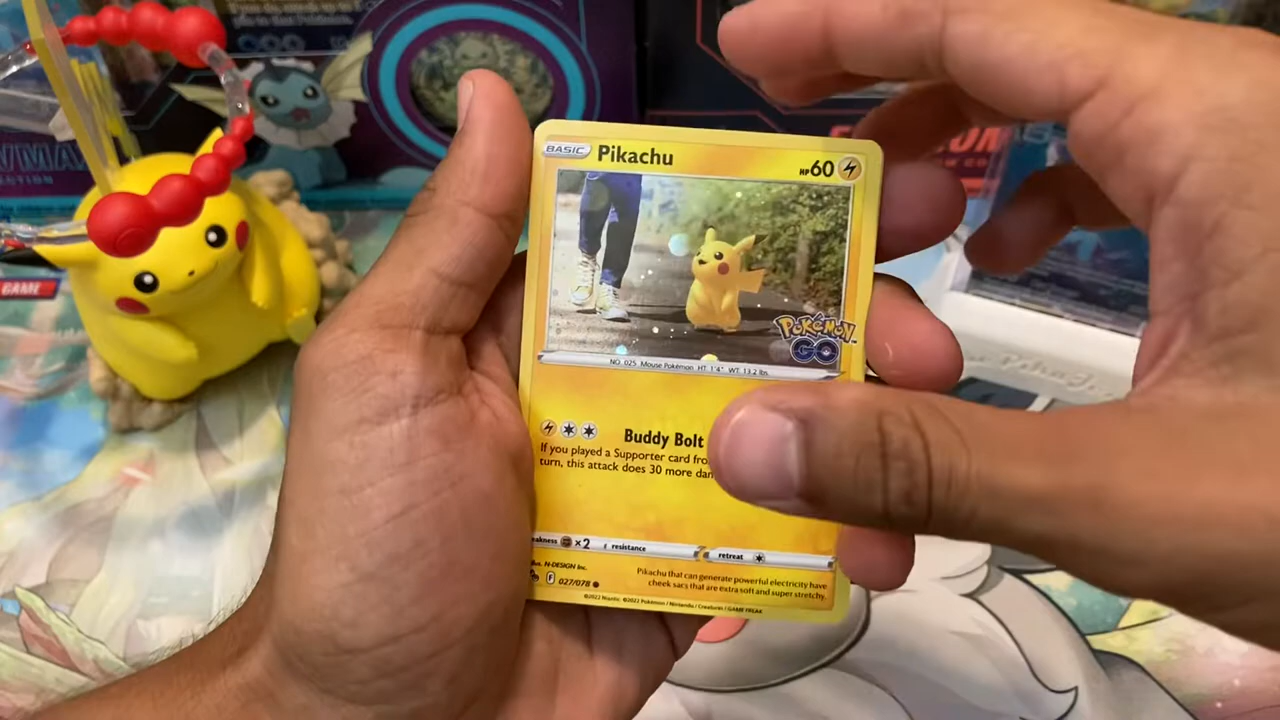 BASIC Pikachu HP60
Pokémon
GO
NO. 025 Mouse Pokémon HT: 1'4" WT: 13.2 lbs.
Buddy Bolt
If you played a Supporter card
turn, this attack does 30 more
×2 resistance retreat
Illus. N-DESIGN Inc.
F 027/078
Pikachu that can generate powerful electricity have
cheek sacs that are extra soft and super stretchy.
©2022 Niantic. ©2022 Pokémon / Nintendo / Creatures / GAME FREAK
GAME